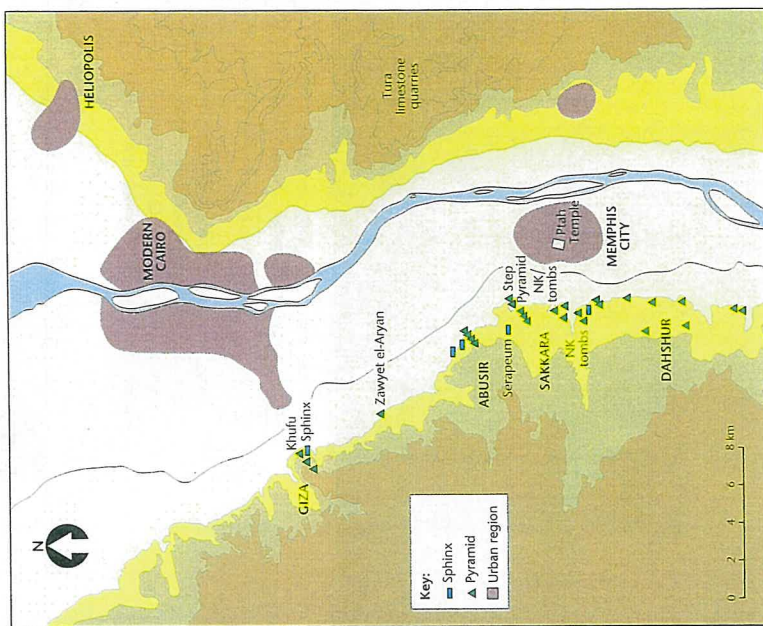 N
HELIOPOLIS
MODERN
CAIRO
Tura
limestone
quarries
Khufu
Sphinx
GIZA
Zawyet el-Aryan
ABUSIR
Step
Pyramid
NK/
tombs
Serapeum
SAKKARA
NK
tombs
Ptah
Temple
MEMPHIS
CITY
DAHSHUR
Key:
Sphinx
Pyramid
Urban region
0 2 4 6 8 km